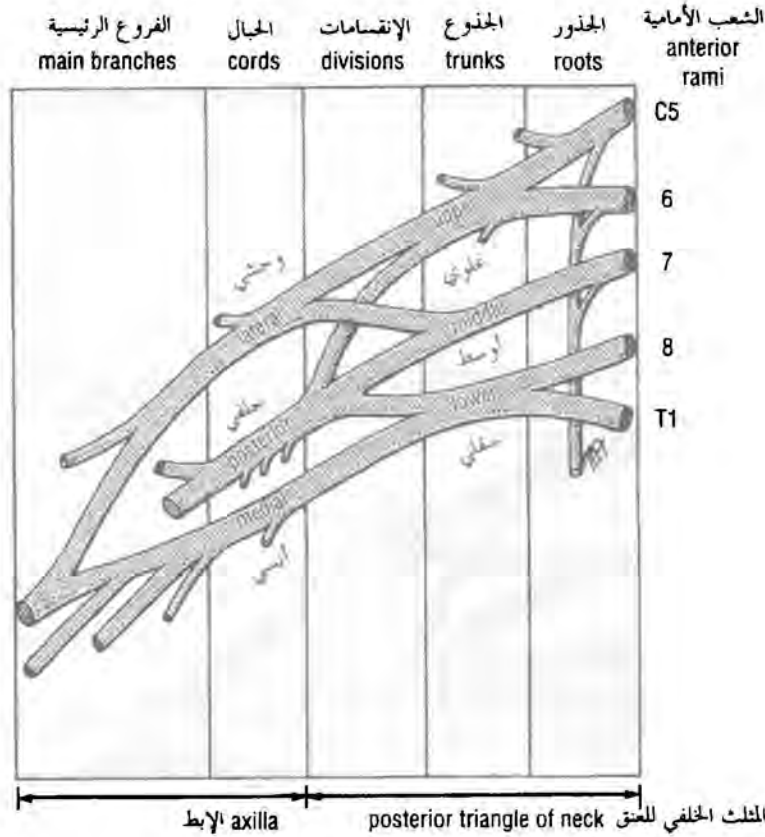 الفروع الرئيسية
main branches
الحبال
cords
الانقسامات
divisions
الجذوع
trunks
الجذور
roots
الشعب الأمامية
anterior
rami
C5
6
7
8
T1
upper
علوي
middle
أوسط
lower
سفلي
lateral
وحشي
posterior
خلفي
medial
أنسي
الإبط axilla
posterior triangle of neck المثلث الخلفي للعنق